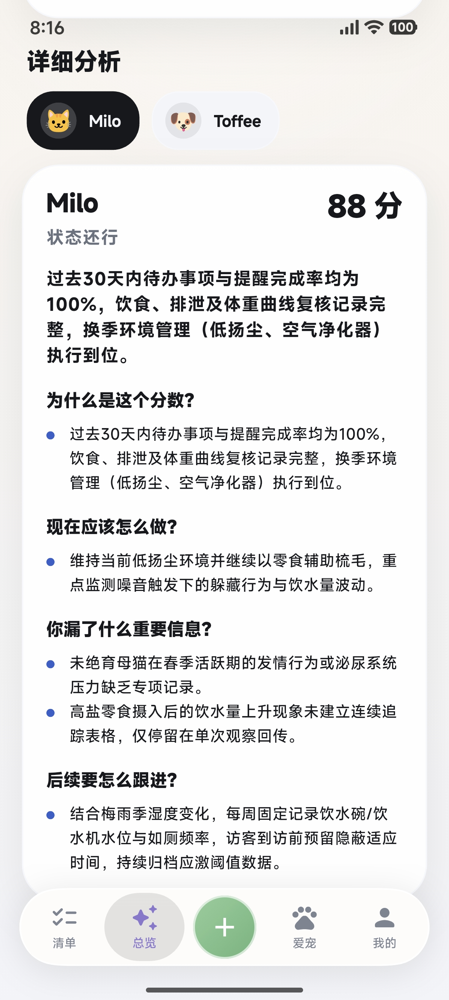 8:16
100
详细分析
Milo
Toffee
Milo
88 分
状态还行
过去30天内待办事项与提醒完成率均为
100%，饮食、排泄及体重曲线复核记录完
整，换季环境管理（低扬尘、空气净化器）
执行到位。
为什么是这个分数?
过去30天内待办事项与提醒完成率均为100%，
饮食、排泄及体重曲线复核记录完整，换季环境
管理（低扬尘、空气净化器）执行到位。
现在应该怎么做?
维持当前低扬尘环境并继续以零食辅助梳毛，重
点监测噪音触发下的躲藏行为与饮水量波动。
你漏了什么重要信息?
未绝育母猫在春季活跃期的发情行为或泌尿系统
压力缺乏专项记录。
高盐零食摄入后的饮水量上升现象未建立连续追
踪表格，仅停留在单次观察回传。
后续要怎么跟进?
结合梅雨季湿度变化，每周固定记录饮水碗/饮
水机水位与如厕频率，访客到访前预留隐蔽适应
时间，持续归档应激阈值数据。
清单
总览
爱宠
我的